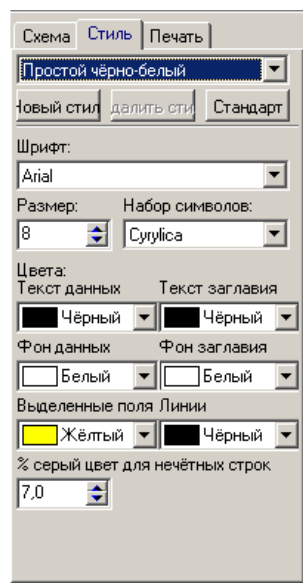 Схема Стиль Печать
Простой чёрно-белый
Новый стил далить сти Стандарт
Шрифт:
Arial
Размер: Набор символов:
8 Cyrylica
Цвета:
Текст данных Текст заглавия
Чёрный Чёрный
Фон данных Фон заглавия
Белый Белый
Выделенные поля Линии
Жёлтый Чёрный
% серый цвет для нечётных строк
7,0